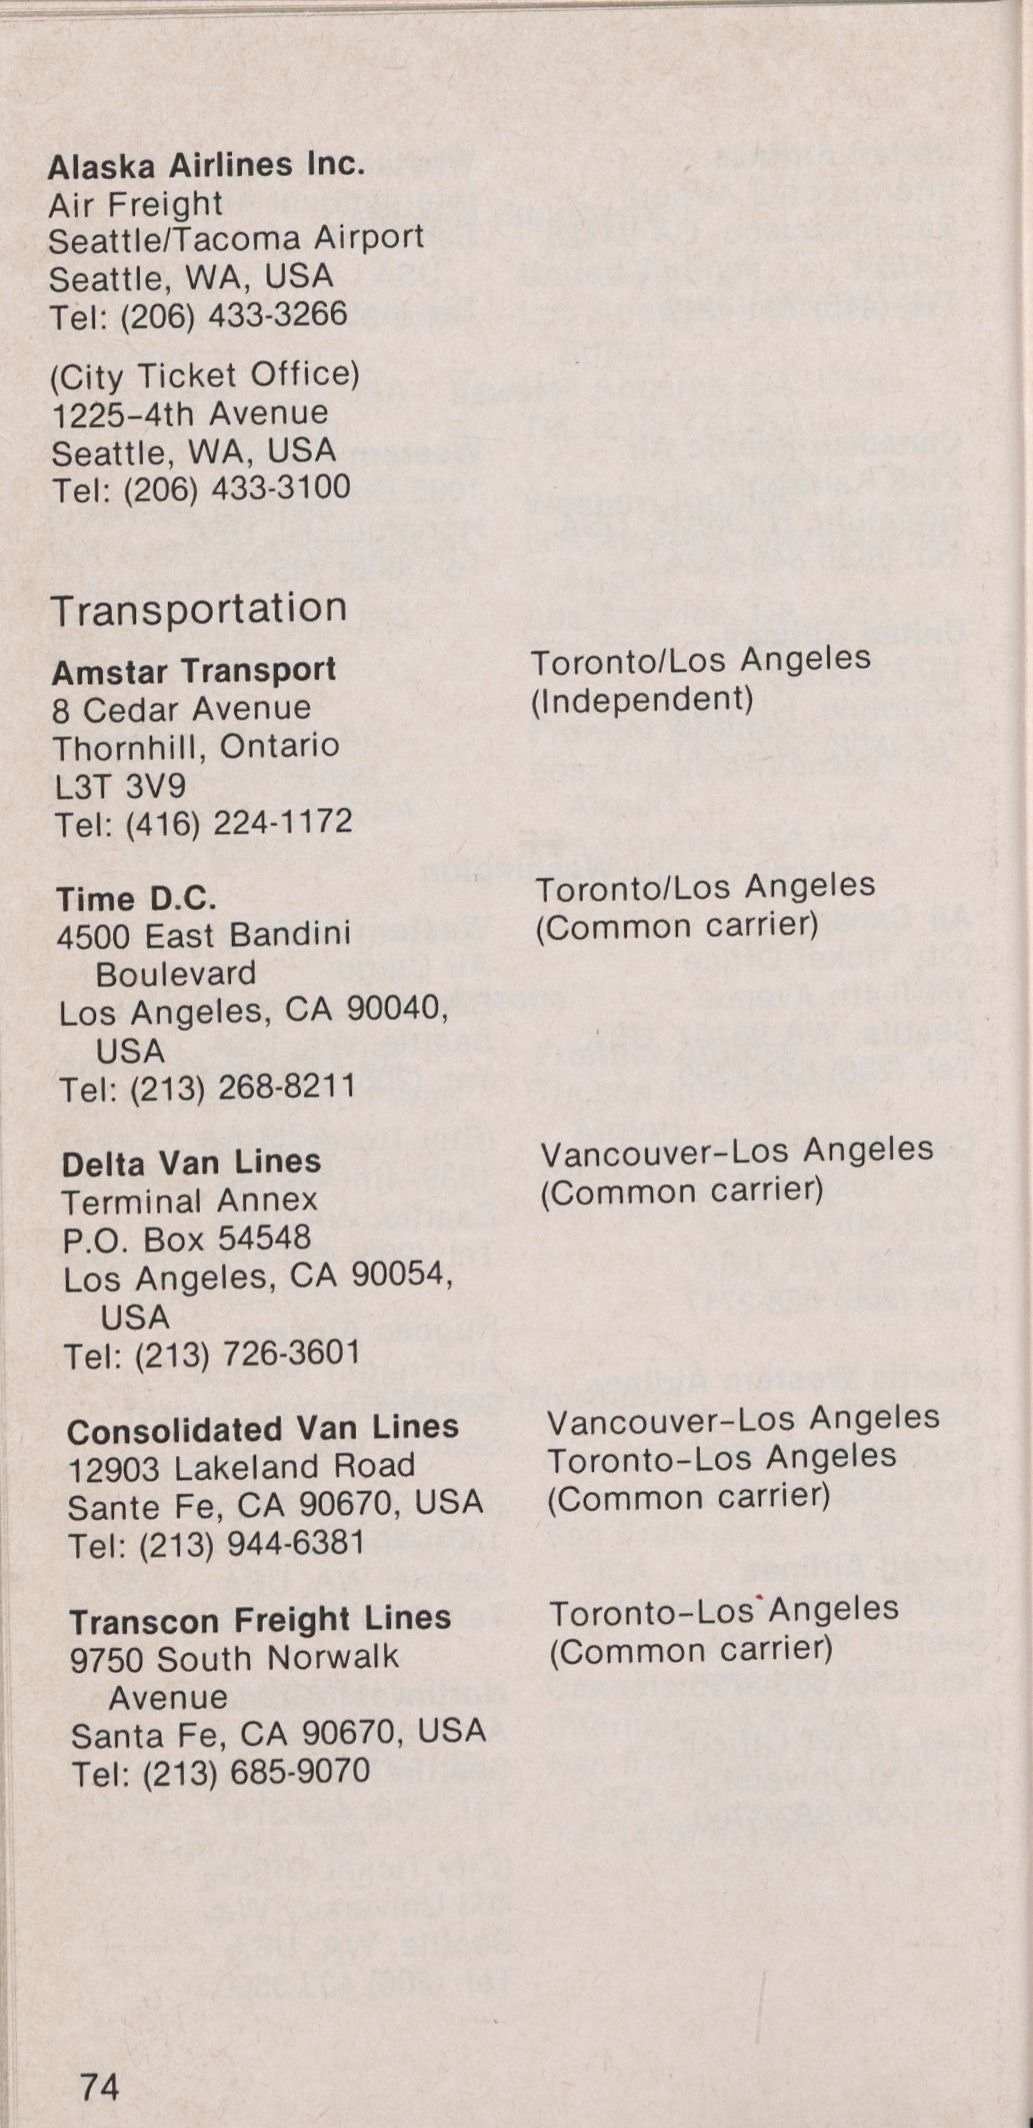 Alaska Airlines Inc.
Air Freight
Seattle/Tacoma Airport
Seattle, WA, USA
Tel: (206) 433-3266
(City Ticket Office)
1225–4th Avenue
Seattle, WA, USA
Tel: (206) 433-3100
Transportation
Amstar Transport
8 Cedar Avenue
Thornhill, Ontario
L3T 3V9
Tel: (416) 224-1172
Toronto/Los Angeles
(Independent)
Time D.C.
4500 East Bandini
Boulevard
Los Angeles, CA 90040,
USA
Tel: (213) 268-8211
Toronto/Los Angeles
(Common carrier)
Delta Van Lines
Terminal Annex
P.O. Box 54548
Los Angeles, CA 90054,
USA
Tel: (213) 726-3601
Vancouver–Los Angeles
(Common carrier)
Consolidated Van Lines
12903 Lakeland Road
Sante Fe, CA 90670, USA
Tel: (213) 944-6381
Vancouver–Los Angeles
Toronto–Los Angeles
(Common carrier)
Transcon Freight Lines
9750 South Norwalk
Avenue
Santa Fe, CA 90670, USA
Tel: (213) 685-9070
Toronto–Los Angeles
(Common carrier)
74